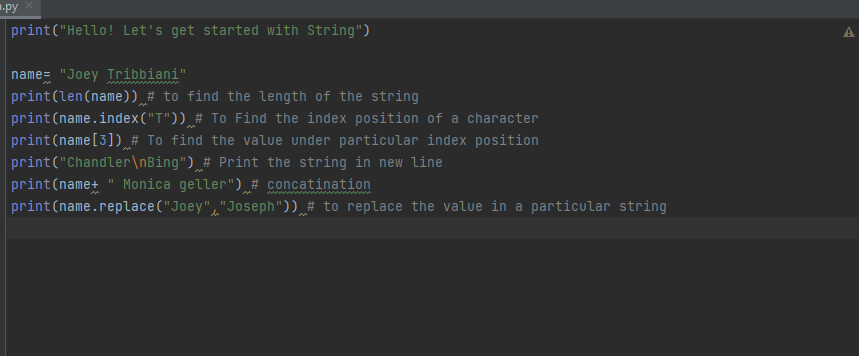 .py
print("Hello! Let's get started with String")
name= "Joey Tribbiani"
print(len(name)) # to find the length of the string
print(name.index("T")) # To Find the index position of a character
print(name[3]) # To find the value under particular index position
print("Chandler\nBing") # Print the string in new line
print(name+ " Monica geller") # concatination
print(name.replace("Joey","Joseph")) # to replace the value in a particular string